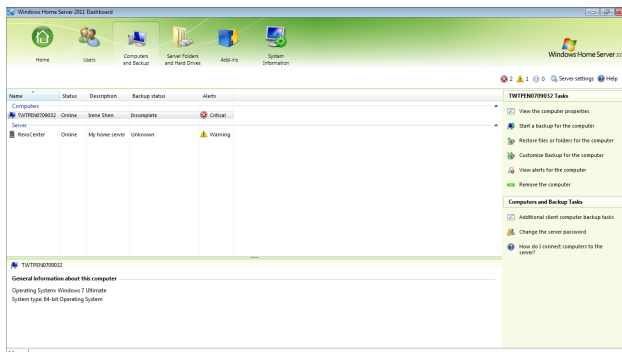 Windows Home Server 2011 Dashboard
Home
Users
Computers and Backup
Server Folders and Hard Drives
Add-ins
System Information
Windows Home Server 2011
2 1 0 Server settings Help
Name Status Description Backup status Alerts
Computers
TWTPEN0709032 Online Irene Shen Incomplete Critical
Server
RevoCenter Online My home server Unknown Warning
TWTPEN0709032 Tasks
View the computer properties
Start a backup for the computer
Restore files or folders for the computer
Customize Backup for the computer
View alerts for the computer
Remove the computer
Computers and Backup Tasks
Additional client computer backup tasks
Change the server password
How do I connect computers to the
server?
TWTPEN0709032
General information about this computer
Operating System: Windows 7 Ultimate
System type: 64-bit Operating System